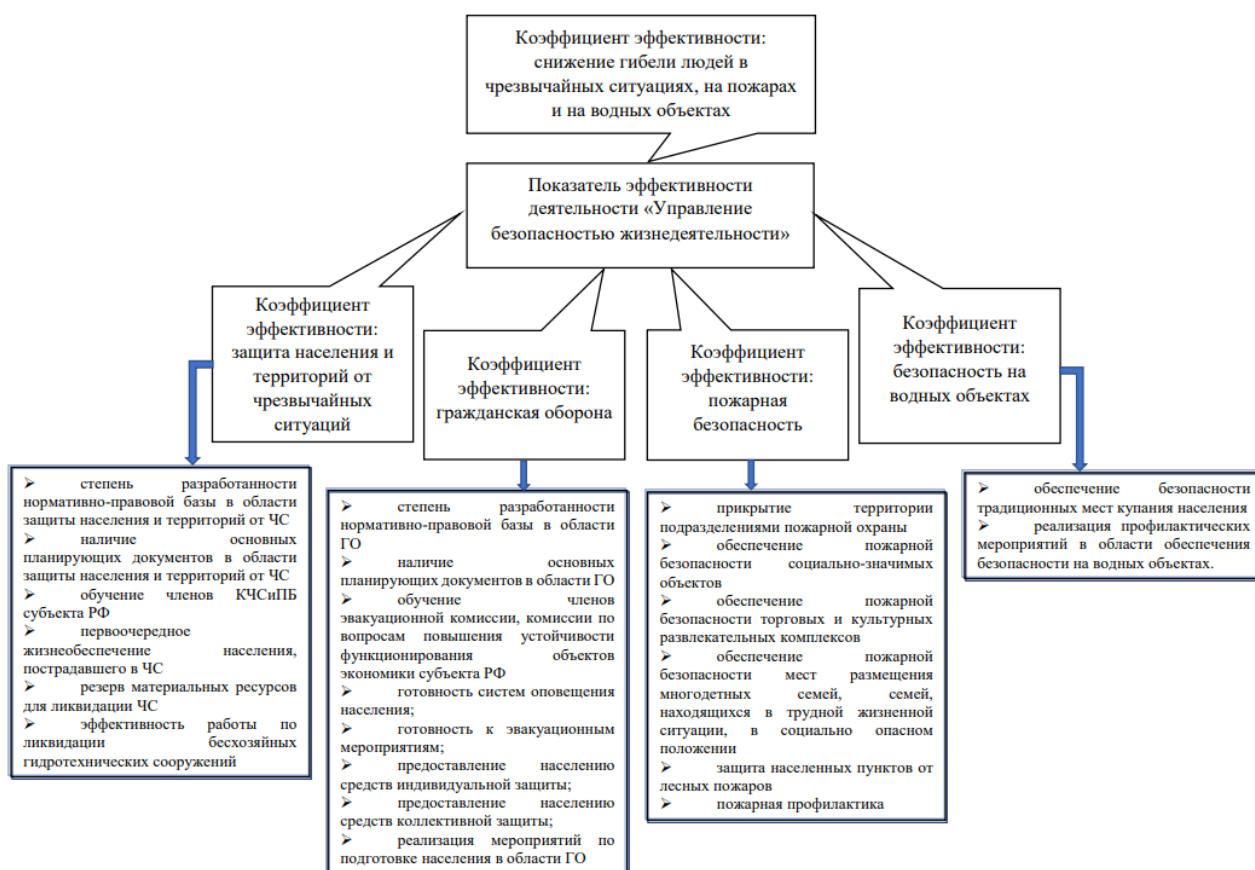 Коэффициент эффективности:
снижение гибели людей в
чрезвычайных ситуациях, на пожарах
и на водных объектах
Показатель эффективности
деятельности «Управление
безопасностью жизнедеятельности»
Коэффициент
эффективности:
защита населения и
территорий от
чрезвычайных
ситуаций
Коэффициент
эффективности:
гражданская оборона
Коэффициент
эффективности:
пожарная
безопасность
Коэффициент
эффективности:
безопасность на
водных объектах
➢ степень разработанности
нормативно-правовой базы в области
защиты населения и территорий от ЧС
➢ наличие основных
планирующих документов в области
защиты населения и территорий от ЧС
➢ обучение членов КЧСиПБ
субъекта РФ
➢ первоочередное
жизнеобеспечение населения,
пострадавшего в ЧС
➢ резерв материальных ресурсов
для ликвидации ЧС
➢ эффективность работы по
ликвидации бесхозяйных
гидротехнических сооружений
➢ степень разработанности
нормативно-правовой базы в области
ГО
➢ наличие основных
планирующих документов в области ГО
➢ обучение членов
эвакуационной комиссии, комиссии по
вопросам повышения устойчивости
функционирования объектов
экономики субъекта РФ
➢ готовность систем оповещения
населения;
➢ готовность к эвакуационным
мероприятиям;
➢ предоставление населению
средств индивидуальной защиты;
➢ предоставление населению
средств коллективной защиты;
➢ реализация мероприятий по
подготовке населения в области ГО
➢ прикрытие территории
подразделениями пожарной охраны
➢ обеспечение пожарной
безопасности социально-значимых
объектов
➢ обеспечение пожарной
безопасности торговых и культурных
развлекательных комплексов
➢ обеспечение пожарной
безопасности мест размещения
многодетных семей, семей,
находящихся в трудной жизненной
ситуации, в социально опасном
положении
➢ защита населенных пунктов от
лесных пожаров
➢ пожарная профилактика
➢ обеспечение безопасности
традиционных мест купания населения
➢ реализация профилактических
мероприятий в области обеспечения
безопасности на водных объектах.